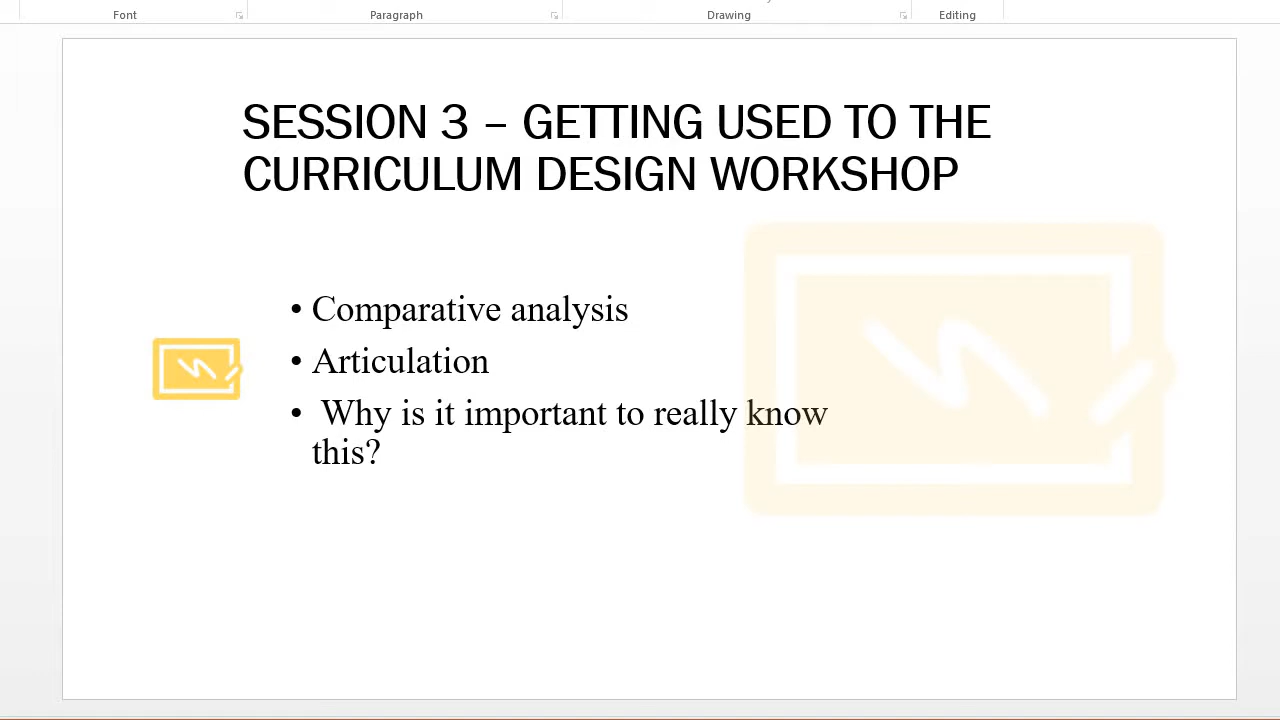 Font Paragraph Drawing Editing
SESSION 3 – GETTING USED TO THE
CURRICULUM DESIGN WORKSHOP
• Comparative analysis
• Articulation
• Why is it important to really know
this?